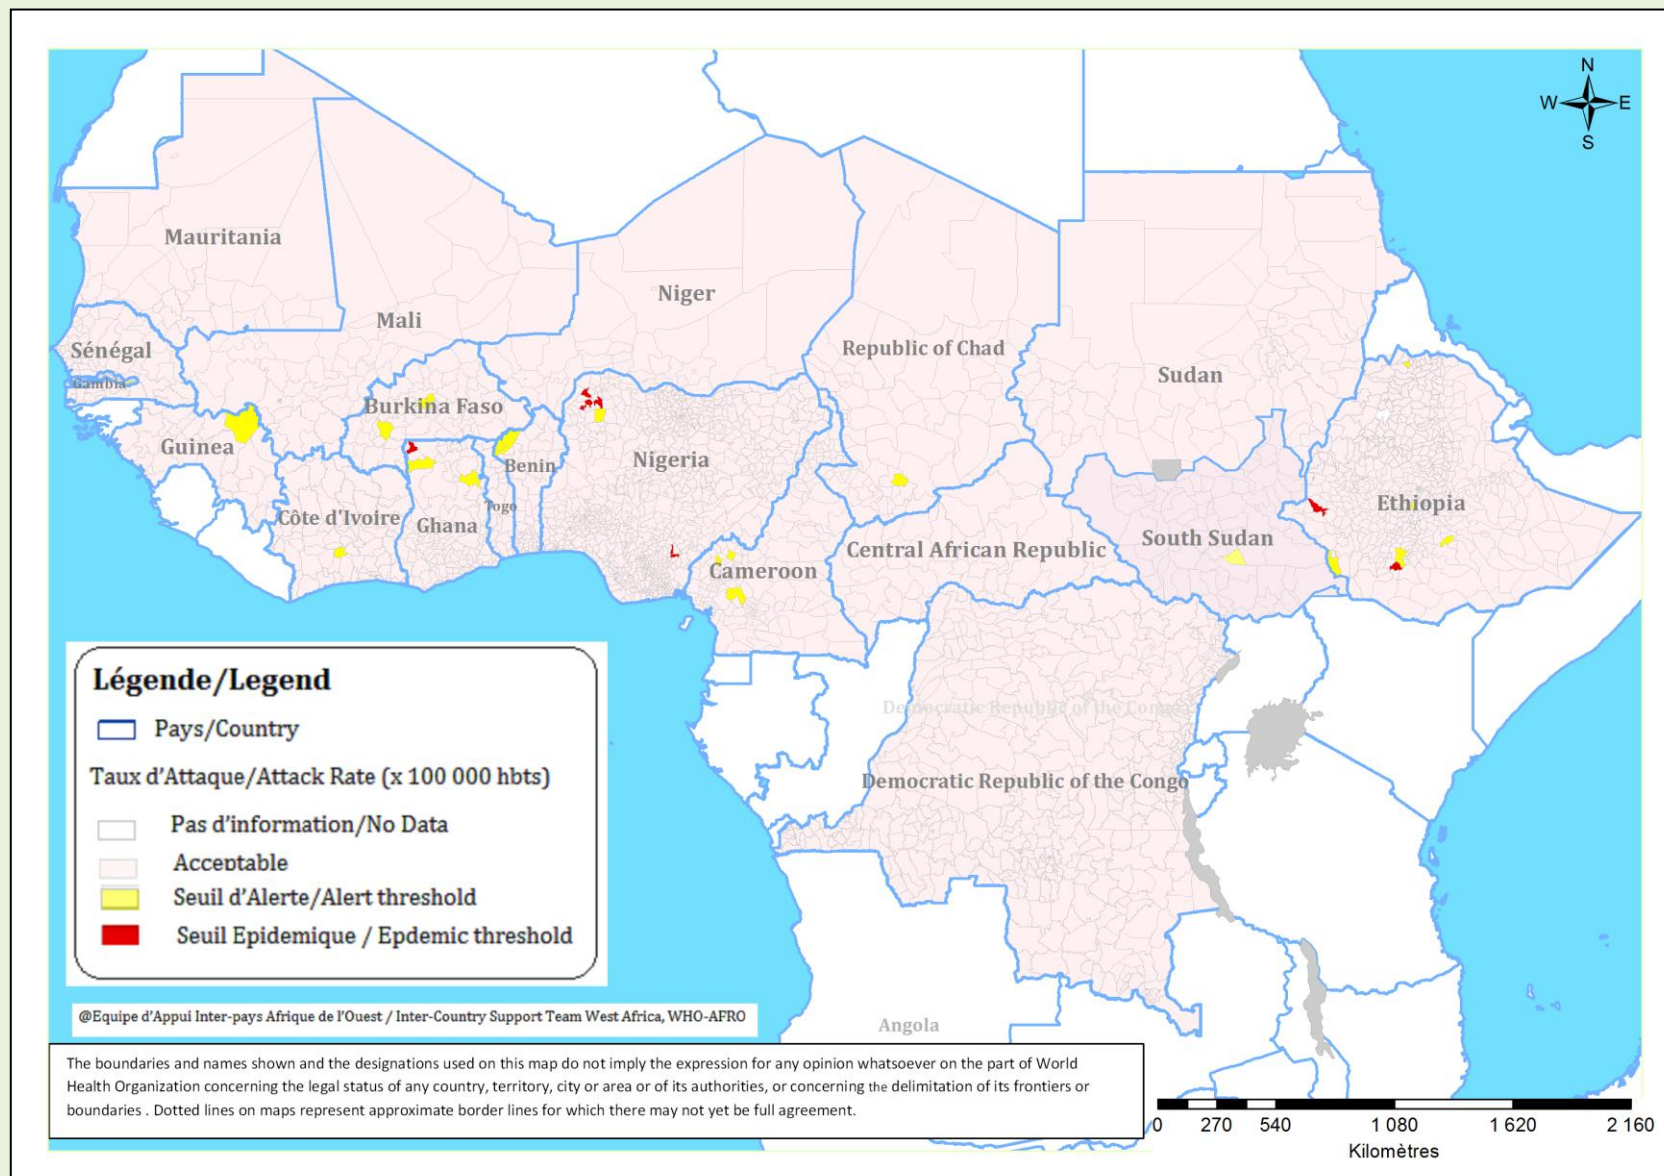 N
W E
S
Mauritania
Niger
Mali
Sénégal
Gambia
Republic of Chad
Sudan
Burkina Faso
Guinea
Benin
Nigeria
Togo
Côte d'Ivoire
Ghana
Ethiopia
South Sudan
Central African Republic
Cameroon
Democratic Republic of the Congo
Democratic Republic of the Congo
Angola
Légende/Legend
Pays/Country
Taux d'Attaque/Attack Rate (x 100 000 hbts)
Pas d'information/No Data
Acceptable
Seuil d'Alerte/Alert threshold
Seuil Epidemique / Epdemic threshold
@Equipe d'Appui Inter-pays Afrique de l'Ouest / Inter-Country Support Team West Africa, WHO-AFRO
The boundaries and names shown and the designations used on this map do not imply the expression for any opinion whatsoever on the part of World
Health Organization concerning the legal status of any country, territory, city or area or of its authorities, or concerning the delimitation of its frontiers or
boundaries . Dotted lines on maps represent approximate border lines for which there may not yet be full agreement.
0 270 540 1 080 1 620 2 160
Kilomètres